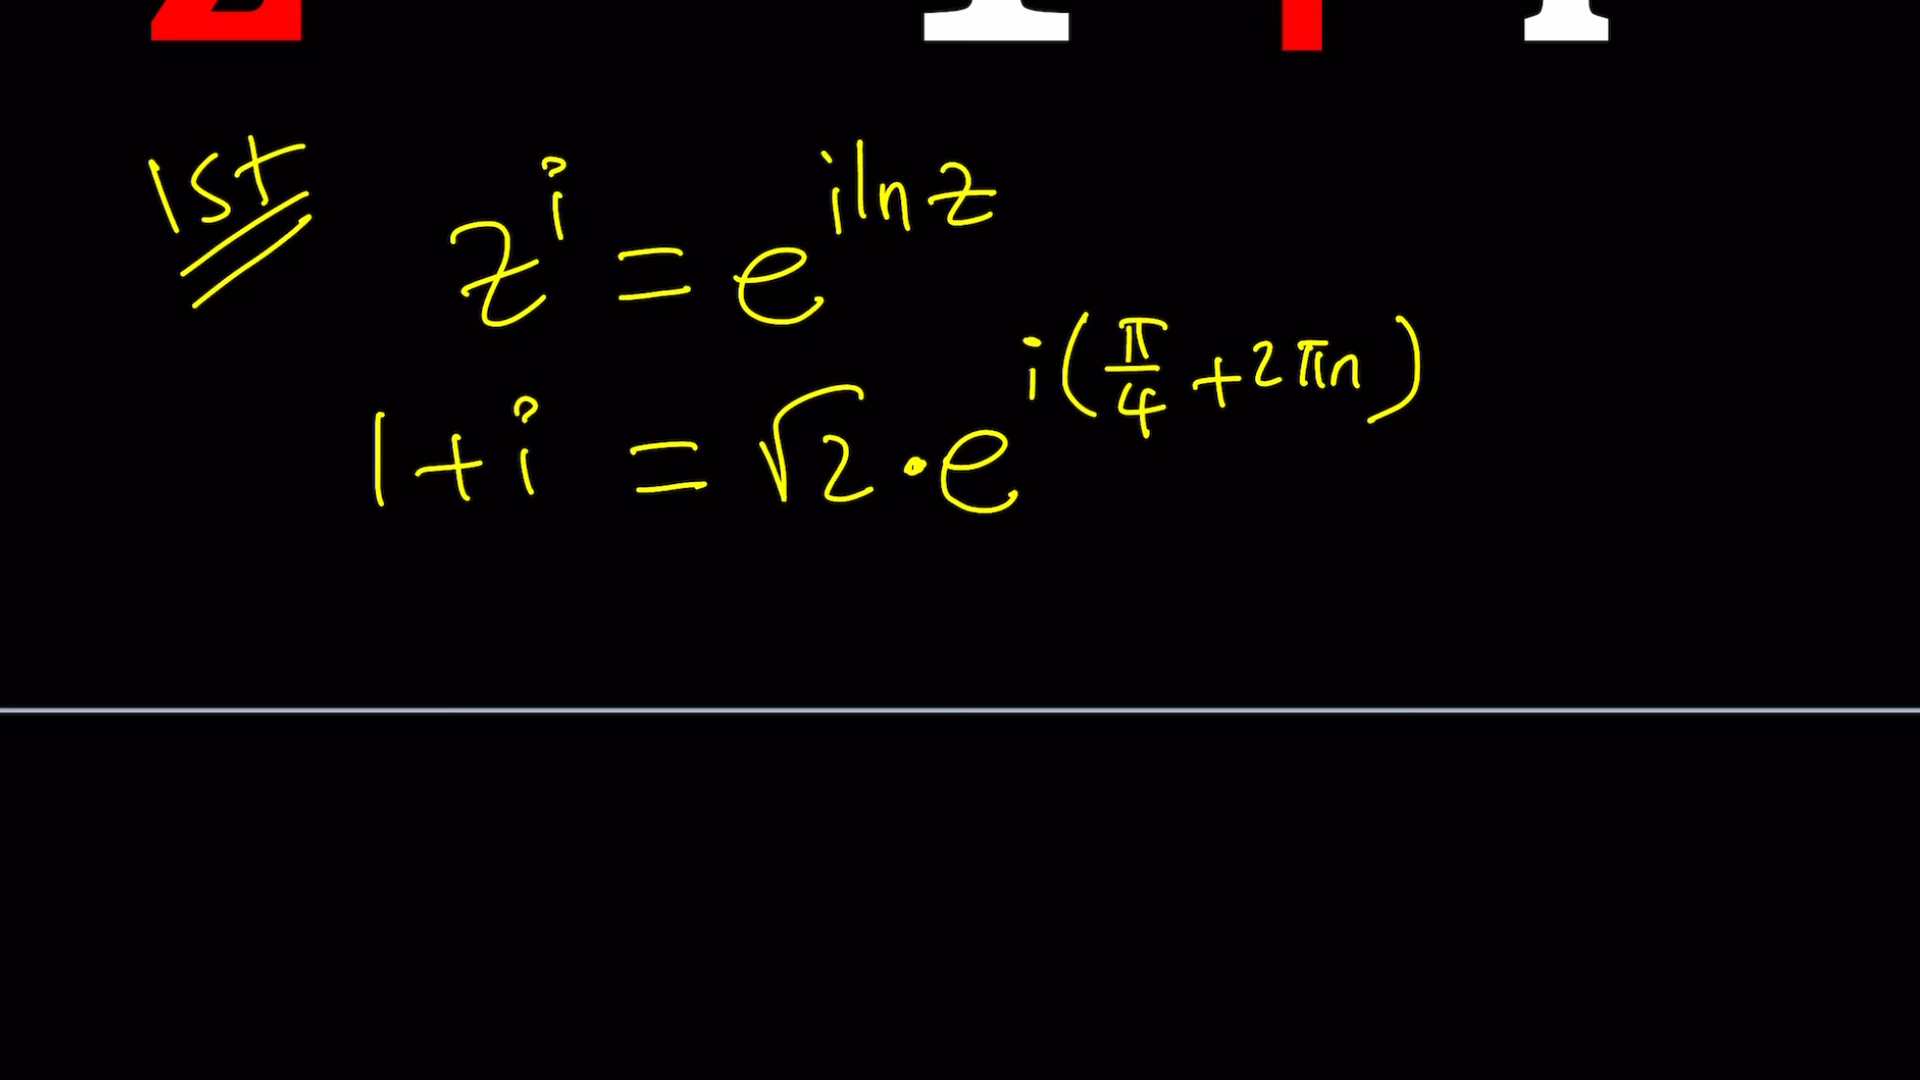 1st
z^i = e^{i ln z}
1+i = √2 · e^{i(π/4 + 2πn)}